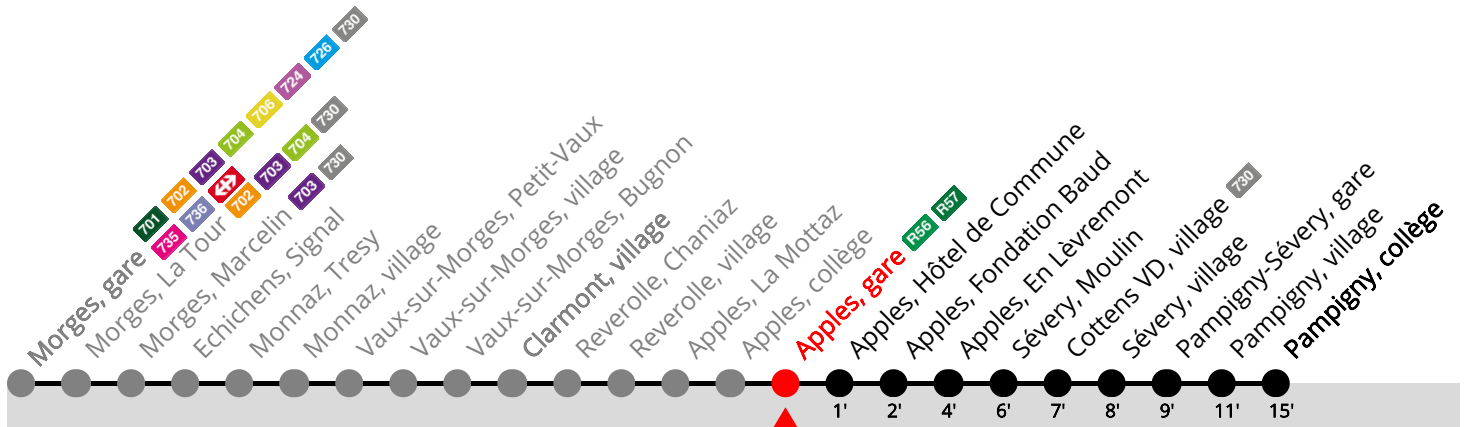 Morges, gare 701 702 703 704 706 724 726 730
735 736
Morges, La Tour 702 703 704 730
Morges, Marcelin 703 730
Echichens, Signal
Monnaz, Tresy
Monnaz, village
Vaux-sur-Morges, Petit-Vaux
Vaux-sur-Morges, village
Vaux-sur-Morges, Bugnon
Clarmont, village
Reverolle, Chaniaz
Reverolle, village
Apples, La Mottaz
Apples, collège
Apples, gare R56 R57
Apples, Hôtel de Commune
Apples, Fondation Baud
Apples, En Lèvremont
Sévery, Moulin
Cottens VD, village 730
Sévery, village
Pampigny-Sévery, gare
Pampigny, village
Pampigny, collège
1' 2' 4' 6' 7' 8' 9' 11' 15'